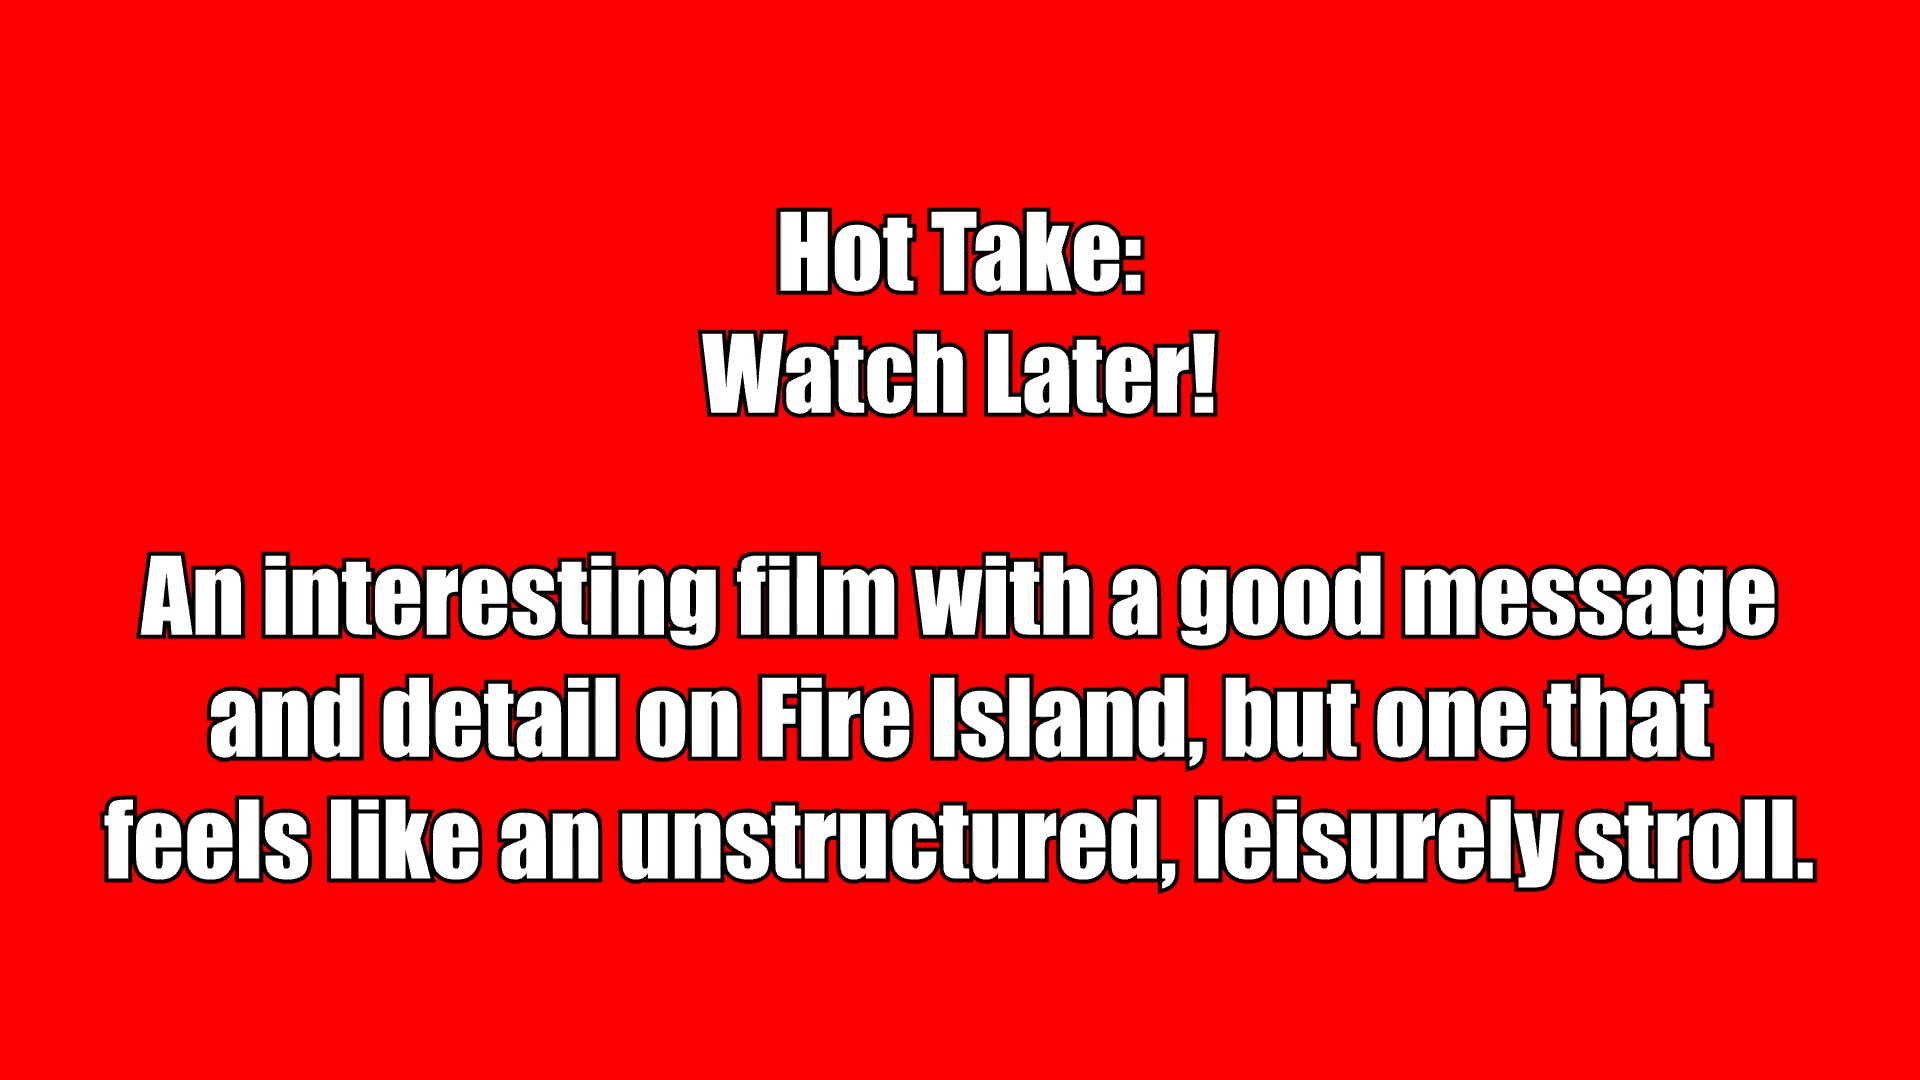 Hot Take:
Watch Later!
An interesting film with a good message
and detail on Fire Island, but one that
feels like an unstructured, leisurely stroll.